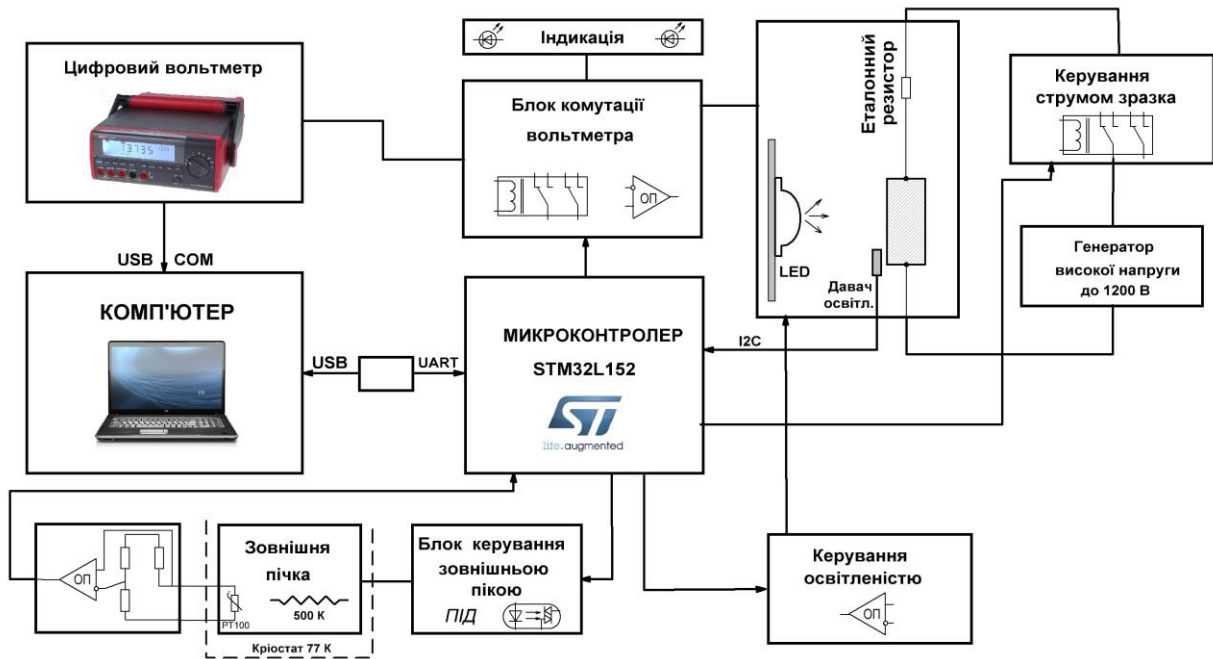 Індикація
Цифровий вольтметр
Блок комутації
вольтметра
ОП
Еталонний
резистор
LED
Давач
освітл.
Керування
струмом зразка
Генератор
високої напруги
до 1200 В
USB COM
КОМП'ЮТЕР
USB
UART
МИКРОКОНТРОЛЕР
STM32L152
life.augmented
I2C
ОП
PT100
Зовнішня
пічка
500 К
Кріостат 77 К
Блок керування
зовнішньою
пікою
ПІД
Керування
освітленістю
ОП